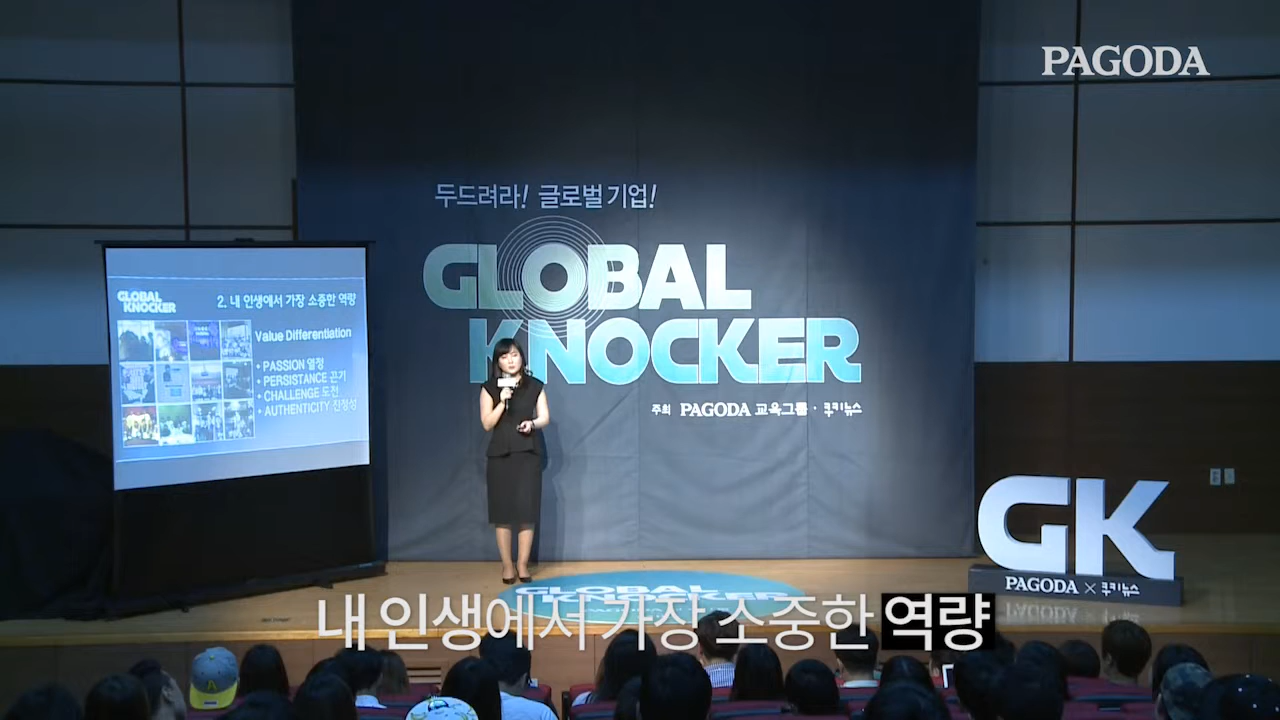 PAGODA
두드려라! 글로벌 기업!
GLOBAL
KNOCKER
주최 PAGODA 교육그룹 · 쿠키뉴스
GLOBAL
KNOCKER
2. 내 인생에서 가장 소중한 역량
Value Differentiation
• PASSION 열정
• PERSISTANCE 끈기
• CHALLENGE 도전
• AUTHENTICITY 진정성
GK
PAGODA × 쿠키뉴스
GLOBAL
KNOCKER
내 인생에서 가장 소중한 역량